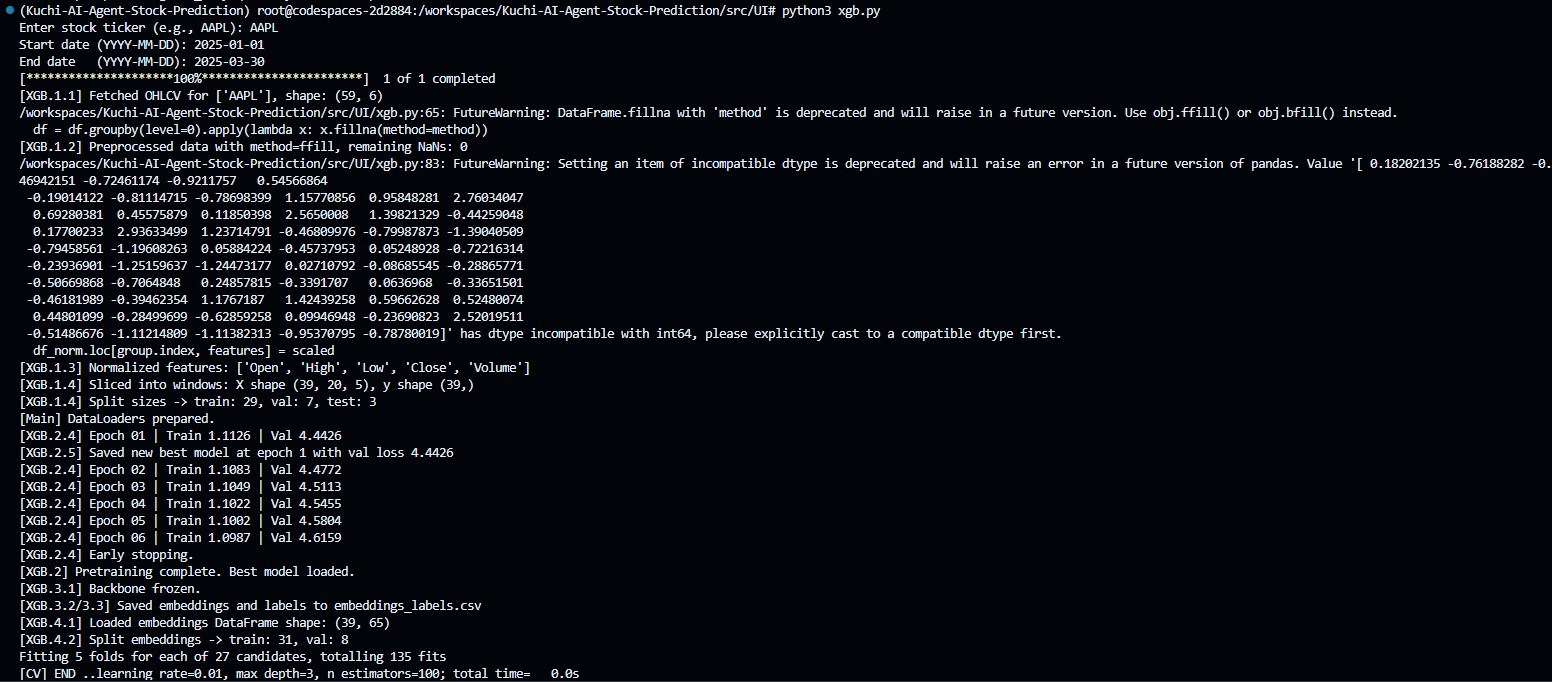 (Kuchi-AI-Agent-Stock-Prediction) root@codespaces-2d2884:/workspaces/Kuchi-AI-Agent-Stock-Prediction/src/UI# python3 xgb.py
Enter stock ticker (e.g., AAPL): AAPL
Start date (YYYY-MM-DD): 2025-01-01
End date   (YYYY-MM-DD): 2025-03-30
[*********************100%***********************]  1 of 1 completed
[XGB.1.1] Fetched OHLCV for ['AAPL'], shape: (59, 6)
/workspaces/Kuchi-AI-Agent-Stock-Prediction/src/UI/xgb.py:65: FutureWarning: DataFrame.fillna with 'method' is deprecated and will raise in a future version. Use obj.ffill() or obj.bfill() instead.
  df = df.groupby(level=0).apply(lambda x: x.fillna(method=method))
[XGB.1.2] Preprocessed data with method=ffill, remaining NaNs: 0
/workspaces/Kuchi-AI-Agent-Stock-Prediction/src/UI/xgb.py:83: FutureWarning: Setting an item of incompatible dtype is deprecated and will raise an error in a future version of pandas. Value '[ 0.18202135 -0.76188282 -0.
46942151 -0.72461174 -0.9211757   0.54566864
 -0.19014122 -0.81114715 -0.78698399  1.15770856  0.95848281  2.76034047
  0.69280381  0.45575879  0.11850398  2.5650008   1.39821329 -0.44259048
  0.17700233  2.93633499  1.23714791 -0.46809976 -0.79987873 -1.39040509
 -0.79458561 -1.19608263  0.05884224 -0.45737953  0.05248928 -0.72216314
 -0.23936901 -1.25159637 -1.24473177  0.02710792 -0.08685545 -0.28865771
 -0.50669868 -0.7064848   0.24857815 -0.3391707   0.0636968  -0.33651501
 -0.46181989 -0.39462354  1.1767187   1.42439258  0.59662628  0.52480074
  0.44801099 -0.28499699 -0.62859258  0.09946948 -0.23690823  2.52019511
 -0.51486676 -1.11214809 -1.11382313 -0.95370795 -0.78780019]' has dtype incompatible with int64, please explicitly cast to a compatible dtype first.
  df_norm.loc[group.index, features] = scaled
[XGB.1.3] Normalized features: ['Open', 'High', 'Low', 'Close', 'Volume']
[XGB.1.4] Sliced into windows: X shape (39, 20, 5), y shape (39,)
[XGB.1.4] Split sizes -> train: 29, val: 7, test: 3
[Main] DataLoaders prepared.
[XGB.2.4] Epoch 01 | Train 1.1126 | Val 4.4426
[XGB.2.5] Saved new best model at epoch 1 with val loss 4.4426
[XGB.2.4] Epoch 02 | Train 1.1083 | Val 4.4772
[XGB.2.4] Epoch 03 | Train 1.1049 | Val 4.5113
[XGB.2.4] Epoch 04 | Train 1.1022 | Val 4.5455
[XGB.2.4] Epoch 05 | Train 1.1002 | Val 4.5804
[XGB.2.4] Epoch 06 | Train 1.0987 | Val 4.6159
[XGB.2.4] Early stopping.
[XGB.2] Pretraining complete. Best model loaded.
[XGB.3.1] Backbone frozen.
[XGB.3.2/3.3] Saved embeddings and labels to embeddings_labels.csv
[XGB.4.1] Loaded embeddings DataFrame shape: (39, 65)
[XGB.4.2] Split embeddings -> train: 31, val: 8
Fitting 5 folds for each of 27 candidates, totalling 135 fits
[CV] END ..learning_rate=0.01, max_depth=3, n_estimators=100; total time=   0.0s